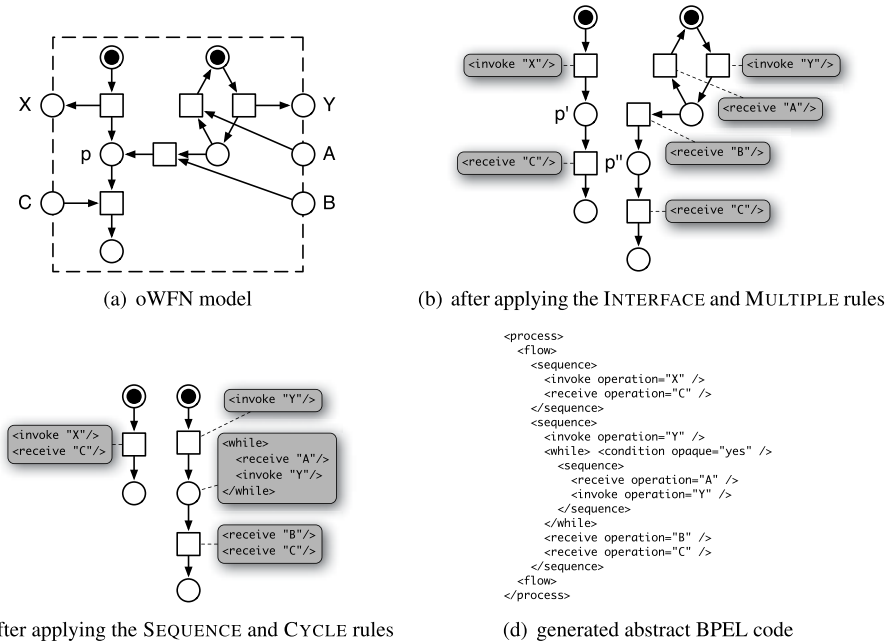 X
Y
p
A
C
B
(a) oWFN model
<invoke "X"/>
<invoke "Y"/>
<receive "A"/>
p'
<receive "B"/>
<receive "C"/>
p''
<receive "C"/>
(b) after applying the INTERFACE and MULTIPLE rules
<invoke "Y"/>
<invoke "X"/>
<receive "C"/>
<while>
<receive "A"/>
<invoke "Y"/>
</while>
<receive "B"/>
<receive "C"/>
fter applying the SEQUENCE and CYCLE rules
<process>
<flow>
<sequence>
<invoke operation="X" />
<receive operation="C" />
</sequence>
<sequence>
<invoke operation="Y" />
<while> <condition opaque="yes" />
<sequence>
<receive operation="A" />
<invoke operation="Y" />
</sequence>
</while>
<receive operation="B" />
<receive operation="C" />
</sequence>
<flow>
</process>
(d) generated abstract BPEL code